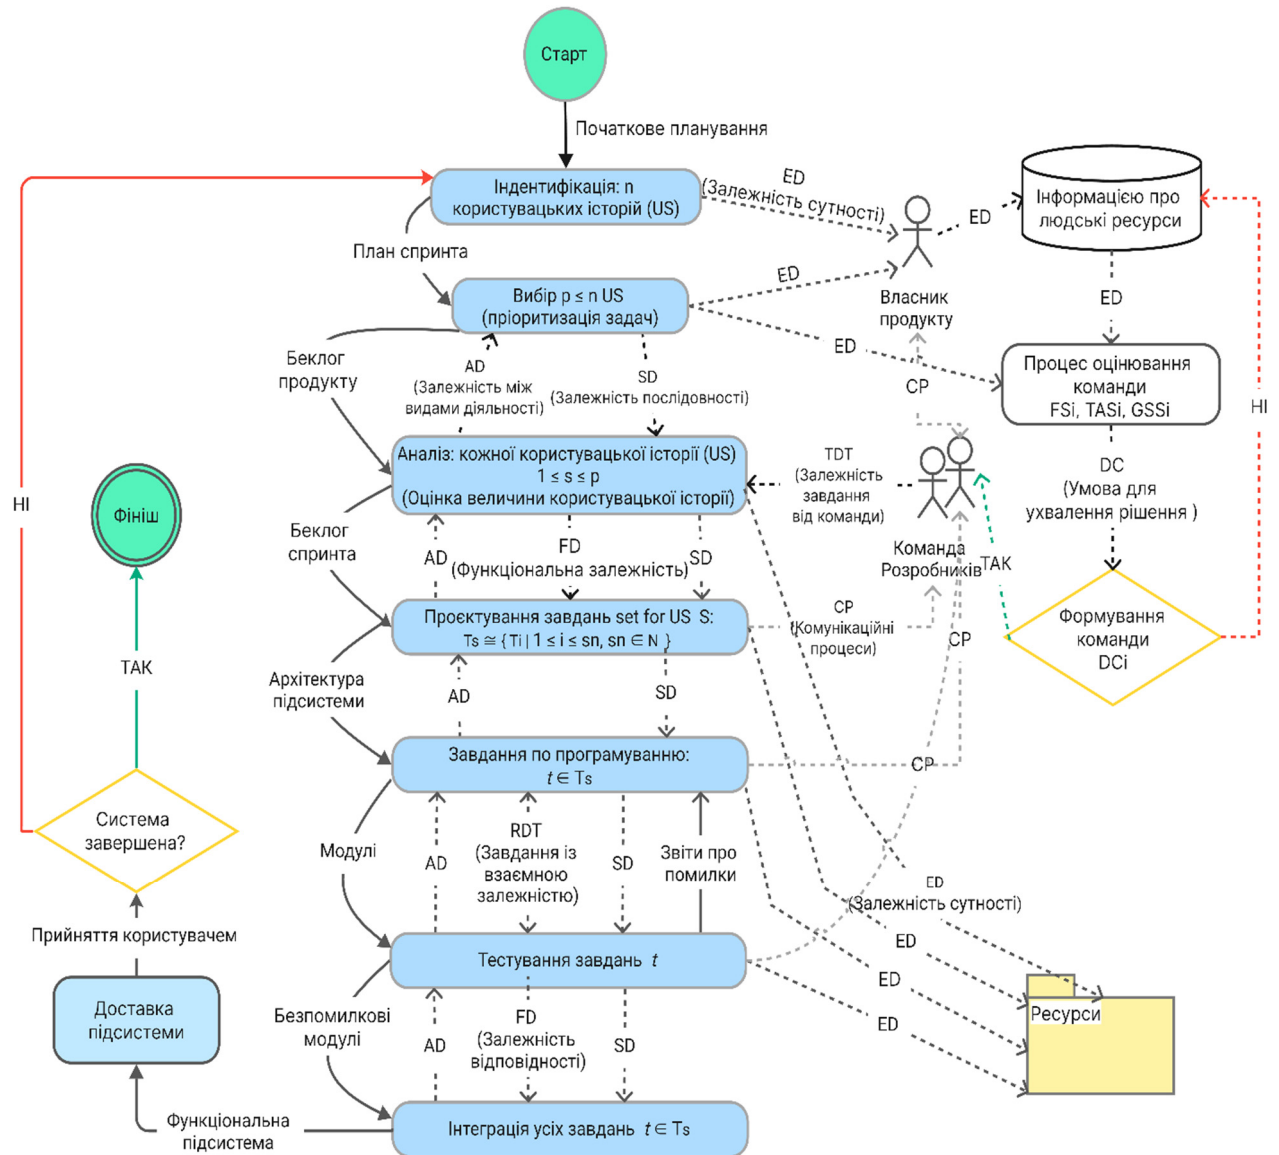 Старт
Початкове планування
Індентифікація: n
користувацьких історій (US)
ED
(Залежність сутності)
ED
Інформацією про
людські ресурси
План спринта
Вибір p ≤ n US
(пріоритизація задач)
ED
Власник
продукту
ED
ED
Процес оцінювання
команди
FSi, TASi, GSSi
Беклог
продукту
AD
(Залежність між
видами діяльності)
SD
(Залежність послідовності)
CP
НІ
Аналіз: кожної користувацької історії (US)
1 ≤ s ≤ p
(Оцінка величини користувацької історії)
TDT
(Залежність
завдання
від команди)
DC
(Умова для
ухвалення рішення )
НІ
Фініш
Беклог
спринта
AD
FD
(Функціональна залежність)
SD
Команда
Розробників
ТАК
Проєктування завдань set for US S:
Ts ≅ { Ti | 1 ≤ i ≤ sn, sn ∈ N }
CP
(Комунікаційні
процеси)
CP
Формування
команди
DCi
ТАК
Архітектура
підсистеми
AD
SD
Завдання по програмуванню:
t ∈ Ts
CP
Система
завершена?
Модулі
AD
RDT
(Завдання із
взаємною
залежністю)
SD
Звіти про
помилки
ED
(Залежність сутності)
Прийняття користувачем
Тестування завдань t
ED
ED
ED
Ресурси
Доставка
підсистеми
Безпомилкові
модулі
AD
FD
(Залежність
відповідності)
SD
Функціональна
підсистема
Інтеграція усіх завдань t ∈ Ts